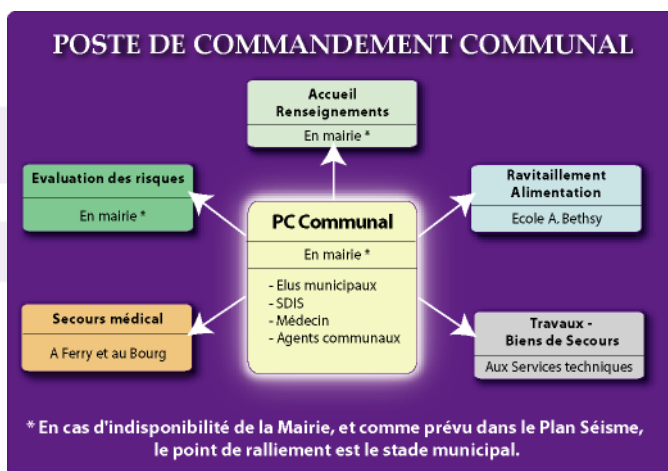 POSTE DE COMMANDEMENT COMMUNAL
Accueil
Renseignements
En mairie *
Evaluation des risques
En mairie *
Ravitaillement
Alimentation
Ecole A. Bethsy
PC Communal
En mairie *
- Elus municipaux
- SDIS
- Médecin
- Agents communaux
Secours médical
A Ferry et au Bourg
Travaux -
Biens de Secours
Aux Services techniques
* En cas d'indisponibilité de la Mairie, et comme prévu dans le Plan Séisme,
le point de ralliement est le stade municipal.